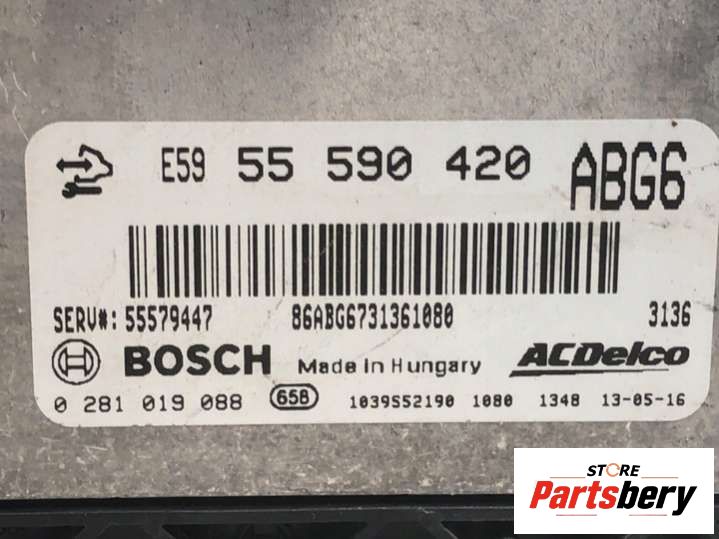 E59 55 590 420 ABG6
SERV#: 55579447 86ABG6731361080 3136
BOSCH Made in Hungary ACDelco
0 281 019 088 658 1039S52190 1080 1348 13-05-16
STORE
Partsbery